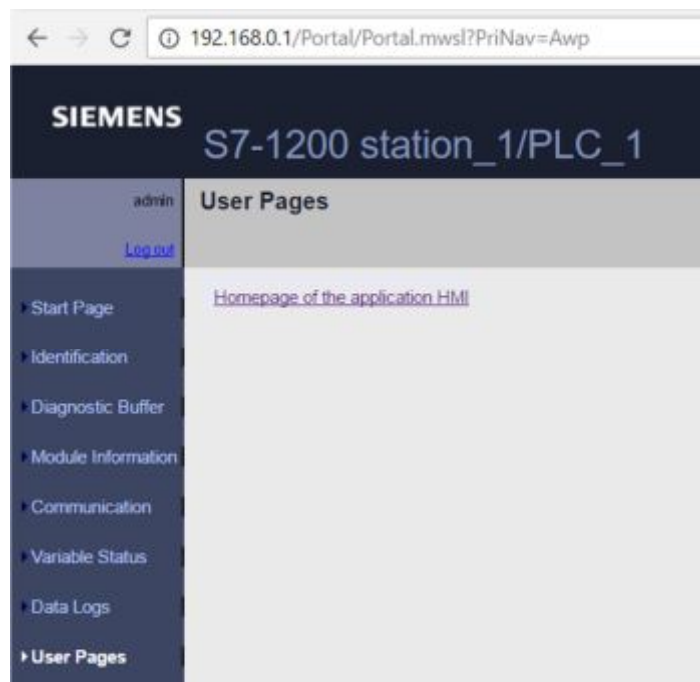 192.168.0.1/Portal/Portal.mwsl?PriNav=Awp
SIEMENS
S7-1200 station_1/PLC_1
admin
Log out
User Pages
Homepage of the application HMI
Start Page
Identification
Diagnostic Buffer
Module Information
Communication
Variable Status
Data Logs
User Pages